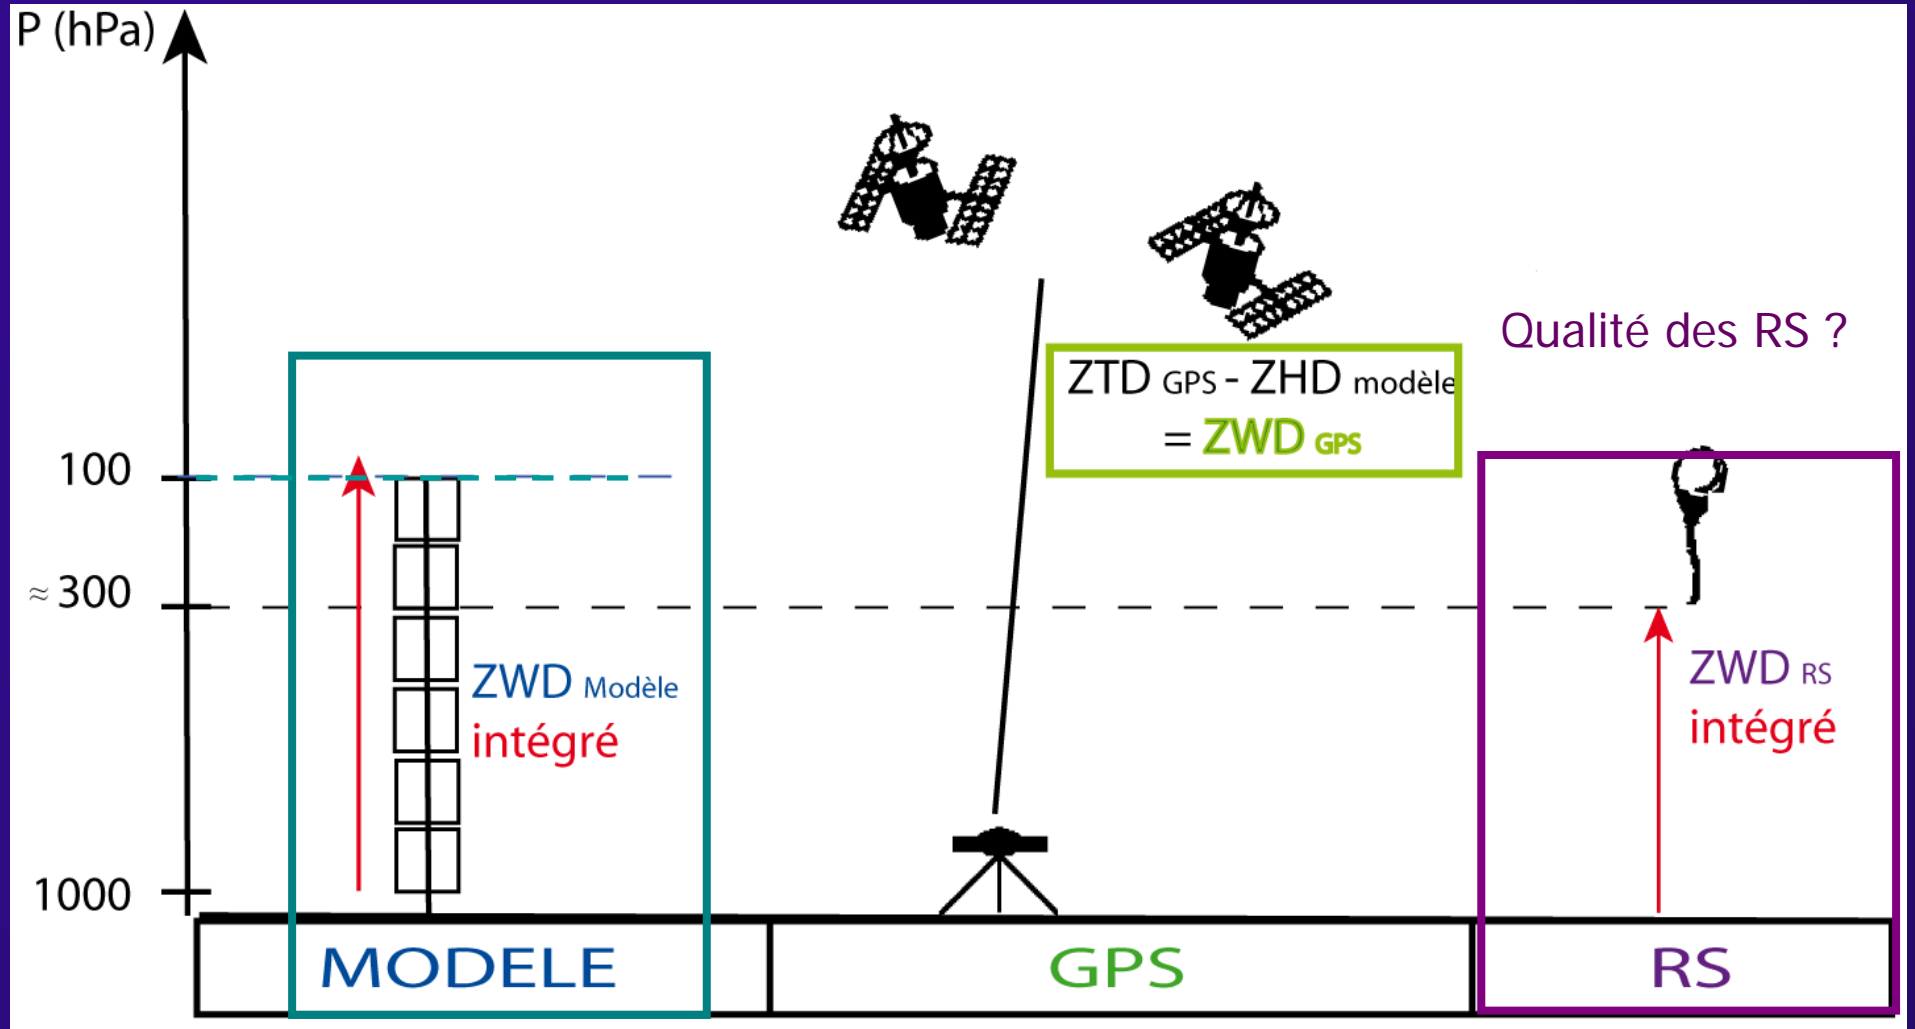 P (hPa)
Qualité des RS ?
ZTD GPS - ZHD modèle
= ZWD GPS
100
≈ 300
ZWD Modèle
intégré
ZWD RS
intégré
1000
MODELE
GPS
RS